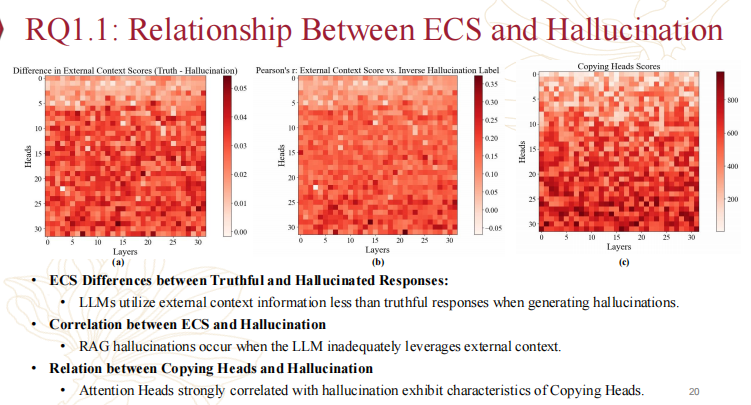 RQ1.1: Relationship Between ECS and Hallucination
Difference in External Context Scores (Truth - Hallucination)
0
5
10
15
20
25
30
Heads
0 5 10 15 20 25 30
Layers
(a)
0.05
0.04
0.03
0.02
0.01
0.00
Pearson's r: External Context Score vs. Inverse Hallucination Label
0
5
10
15
20
25
30
Heads
0 5 10 15 20 25 30
Layers
(b)
0.35
0.30
0.25
0.20
0.15
0.10
0.05
0.00
−0.05
Copying Heads Scores
0
5
10
15
20
25
30
Heads
0 5 10 15 20 25 30
Layers
(c)
800
600
400
200
• ECS Differences between Truthful and Hallucinated Responses:
• LLMs utilize external context information less than truthful responses when generating hallucinations.
• Correlation between ECS and Hallucination
• RAG hallucinations occur when the LLM inadequately leverages external context.
• Relation between Copying Heads and Hallucination
• Attention Heads strongly correlated with hallucination exhibit characteristics of Copying Heads.
20